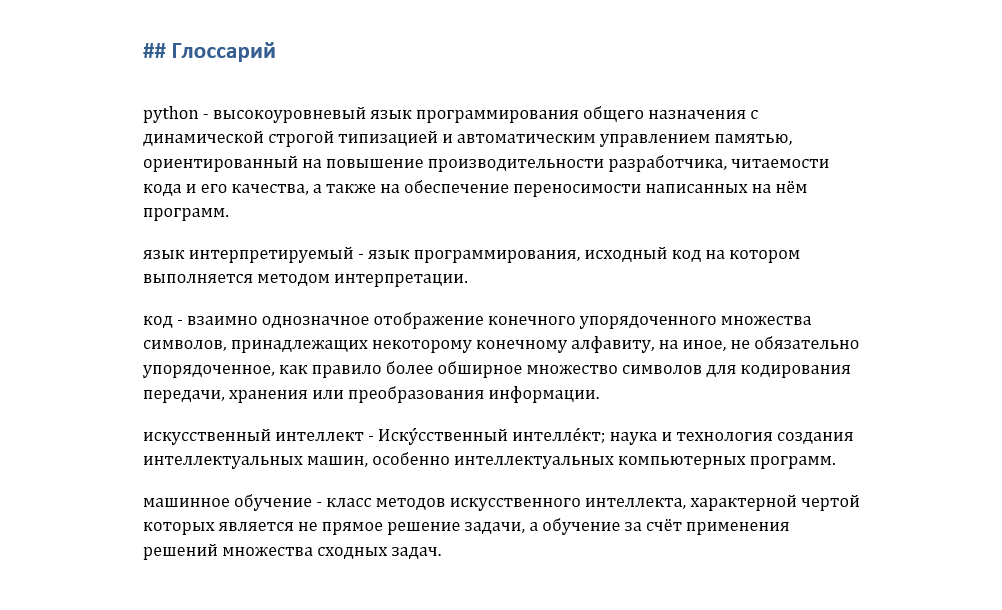 ## Глоссарий
python - высокоуровневый язык программирования общего назначения с
динамической строгой типизацией и автоматическим управлением памятью,
ориентированный на повышение производительности разработчика, читаемости
кода и его качества, а также на обеспечение переносимости написанных на нём
программ.
язык интерпретируемый - язык программирования, исходный код на котором
выполняется методом интерпретации.
код - взаимно однозначное отображение конечного упорядоченного множества
символов, принадлежащих некоторому конечному алфавиту, на иное, не обязательно
упорядоченное, как правило более обширное множество символов для кодирования
передачи, хранения или преобразования информации.
искусственный интеллект - Иску́сственный интелле́кт; наука и технология создания
интеллектуальных машин, особенно интеллектуальных компьютерных программ.
машинное обучение - класс методов искусственного интеллекта, характерной чертой
которых является не прямое решение задачи, а обучение за счёт применения
решений множества сходных задач.